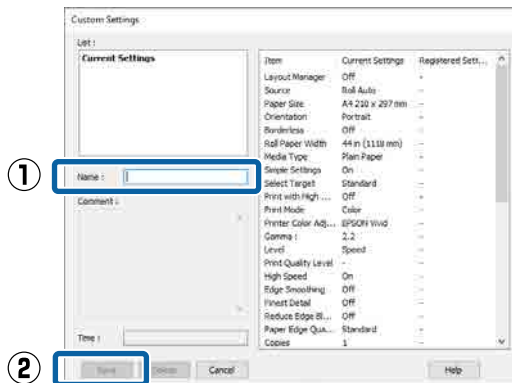 Custom Settings
List :
Current Settings
①
Name :
Comment :
Time :
②
Save
Delete
Cancel
Item Current Settings Registered Sett...
Layout Manager Off -
Source Roll Auto -
Paper Size A4 210 x 297 mm -
Orientation Portrait -
Borderless Off -
Roll Paper Width 44 in (1118 mm) -
Media Type Plain Paper -
Simple Settings On -
Select Target Standard -
Print with High ... Off -
Print Mode Color -
Printer Color Adj... EPSON Vivid -
Gamma : 2.2 -
Level Speed -
Print Quality Level - -
High Speed On -
Edge Smoothing Off -
Finest Detail Off -
Reduce Edge Bl... Off -
Paper Edge Qua... Standard -
Copies 1 -
Help